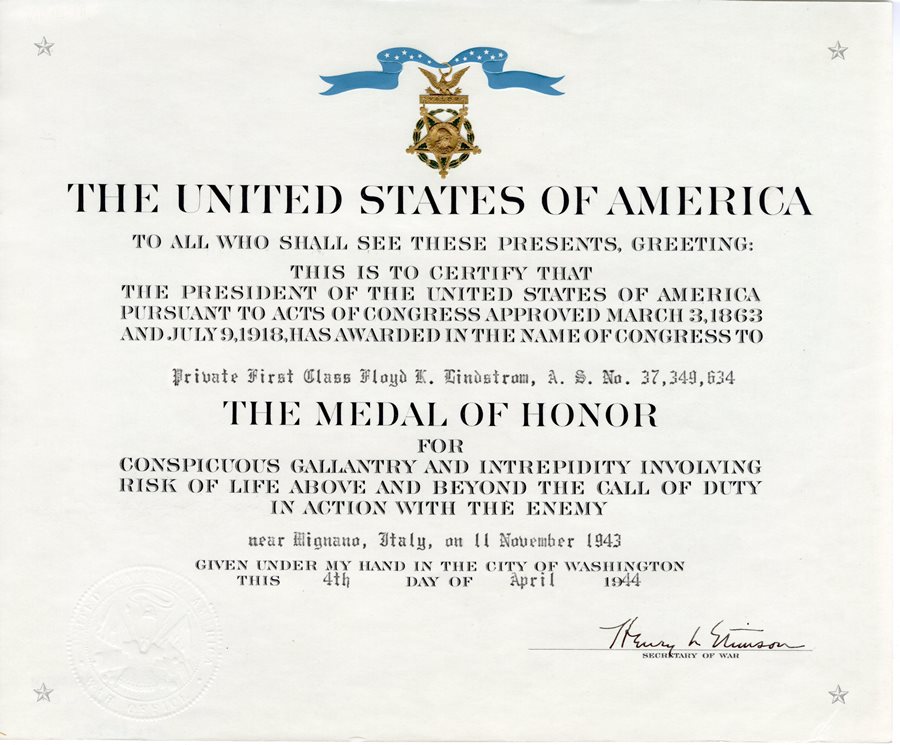 VALOR
THE UNITED STATES OF AMERICA
TO ALL WHO SHALL SEE THESE PRESENTS, GREETING:
THIS IS TO CERTIFY THAT
THE PRESIDENT OF THE UNITED STATES OF AMERICA
PURSUANT TO ACTS OF CONGRESS APPROVED MARCH 3, 1863
AND JULY 9, 1918, HAS AWARDED IN THE NAME OF CONGRESS TO
Private First Class Floyd K. Lindstrom, A. S. No. 37,349,634
THE MEDAL OF HONOR
FOR
CONSPICUOUS GALLANTRY AND INTREPIDITY INVOLVING
RISK OF LIFE ABOVE AND BEYOND THE CALL OF DUTY
IN ACTION WITH THE ENEMY
near Mignano, Italy, on 11 November 1943
GIVEN UNDER MY HAND IN THE CITY OF WASHINGTON
THIS 4th DAY OF April 1944
Henry L Stimson
SECRETARY OF WAR